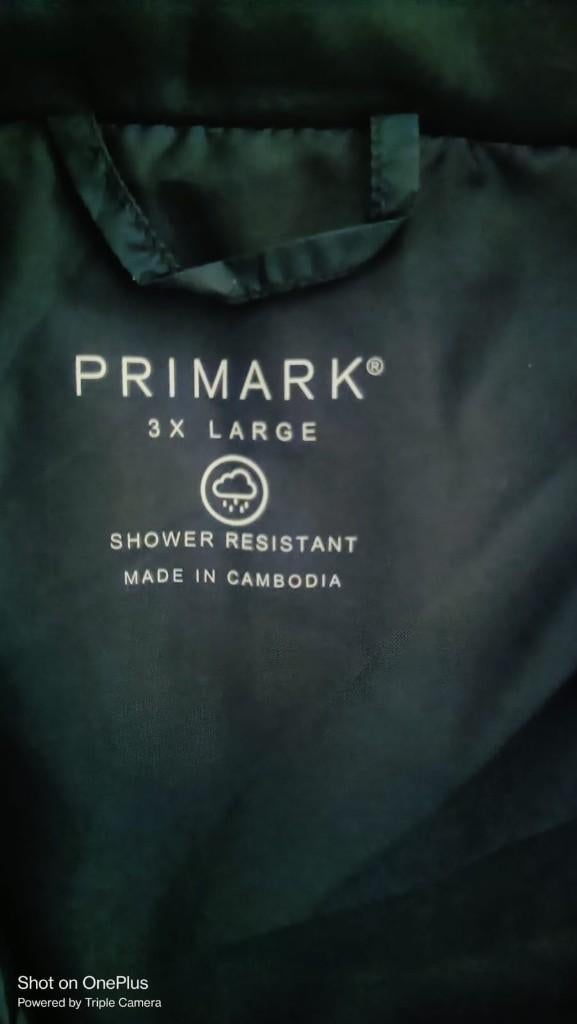 PRIMARK®
3X LARGE
SHOWER RESISTANT
MADE IN CAMBODIA
Shot on OnePlus
Powered by Triple Camera